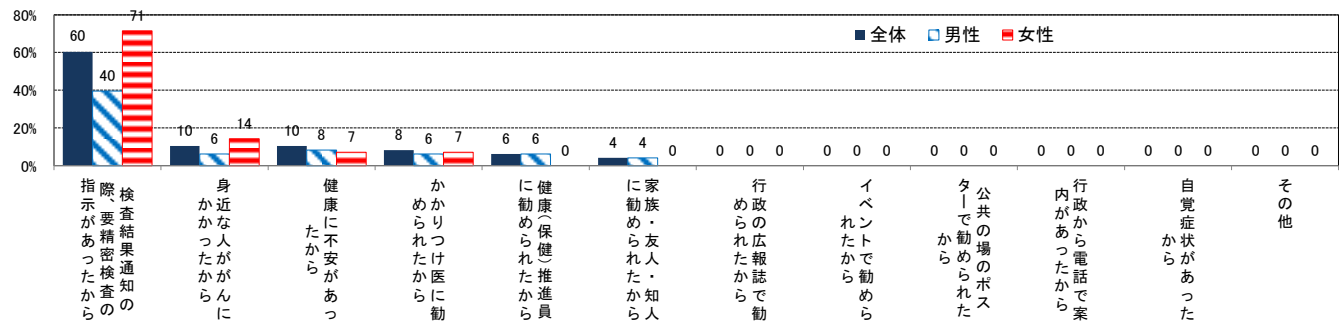 80%
60%
40%
20%
0%
全体 男性 女性
60 40 71
10 6 14
10 8 7
8 6 7
6 6 0
4 4 0
0 0 0
0 0 0
0 0 0
0 0 0
0 0 0
0 0 0
検査結果通知の
際、要精密検査の
指示があったから
身近な人ががんに
かかったから
健康に不安があっ
たから
かかりつけ医に勧
められたから
健康(保健)推進員
に勧められたから
家族・友人・知人
に勧められたから
行政の広報誌で勧
められたから
イベントで勧めら
れたから
公共の場のポス
ターで勧められた
から
行政から電話で案
内があったから
自覚症状があった
から
その他